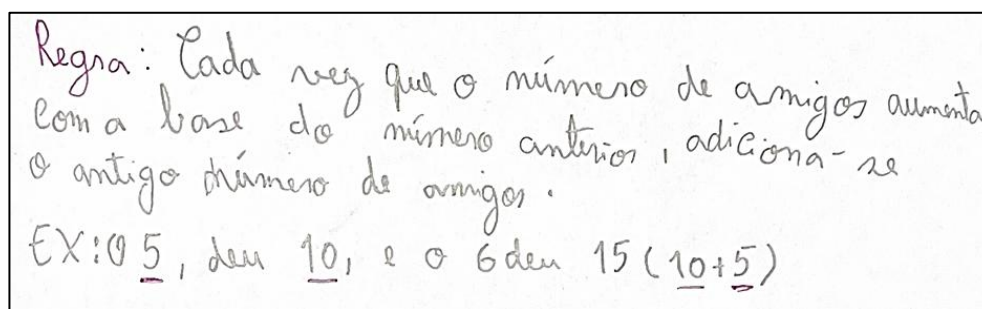 Regra: Cada vez que o número de amigos aumenta
com a base do número anterior, adiciona-se
o antigo número de amigos.
EX: O 5, deu 10, e o 6 deu 15 (10+5)